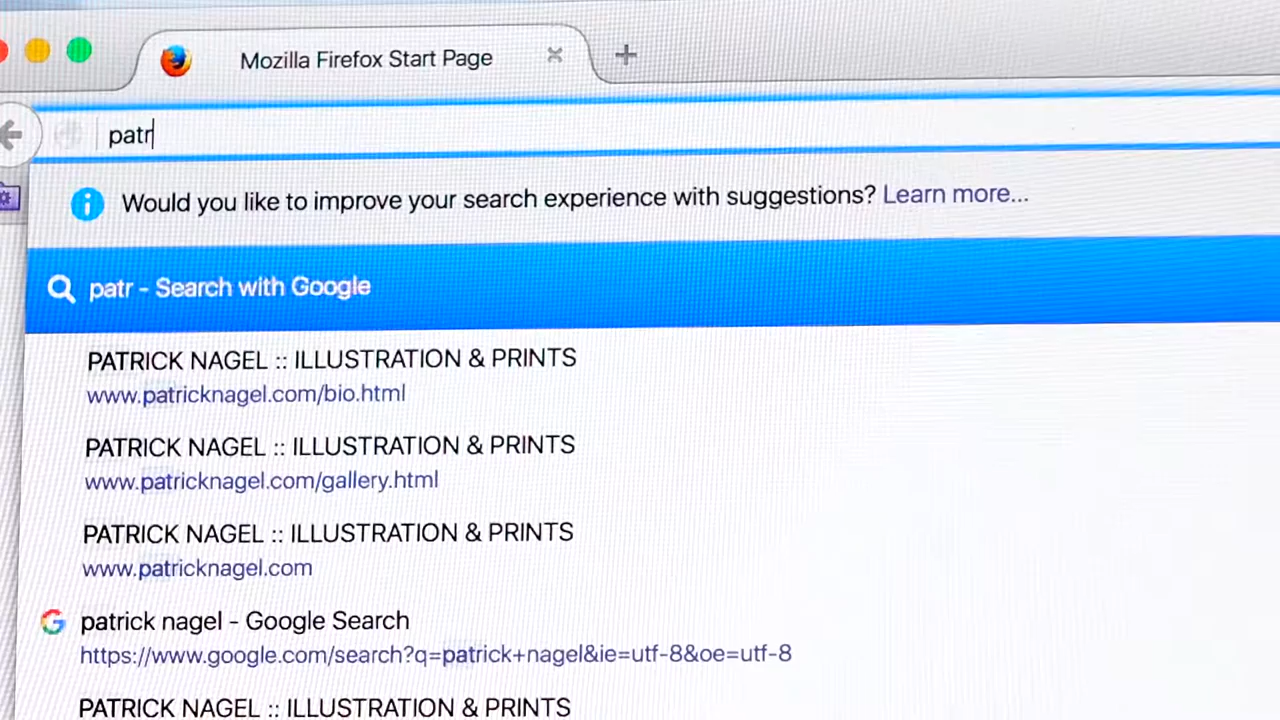 Mozilla Firefox Start Page
patr
Would you like to improve your search experience with suggestions? Learn more...
patr - Search with Google
PATRICK NAGEL :: ILLUSTRATION & PRINTS
www.patricknagel.com/bio.html
PATRICK NAGEL :: ILLUSTRATION & PRINTS
www.patricknagel.com/gallery.html
PATRICK NAGEL :: ILLUSTRATION & PRINTS
www.patricknagel.com
patrick nagel - Google Search
https://www.google.com/search?q=patrick+nagel&ie=utf-8&oe=utf-8
PATRICK NAGEL :: ILLUSTRATION & PRINTS